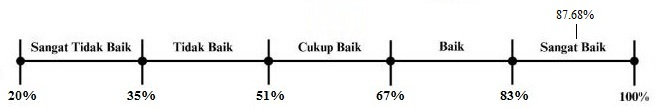 87.68%
Sangat Tidak Baik Tidak Baik Cukup Baik Baik Sangat Baik
20% 35% 51% 67% 83% 100%